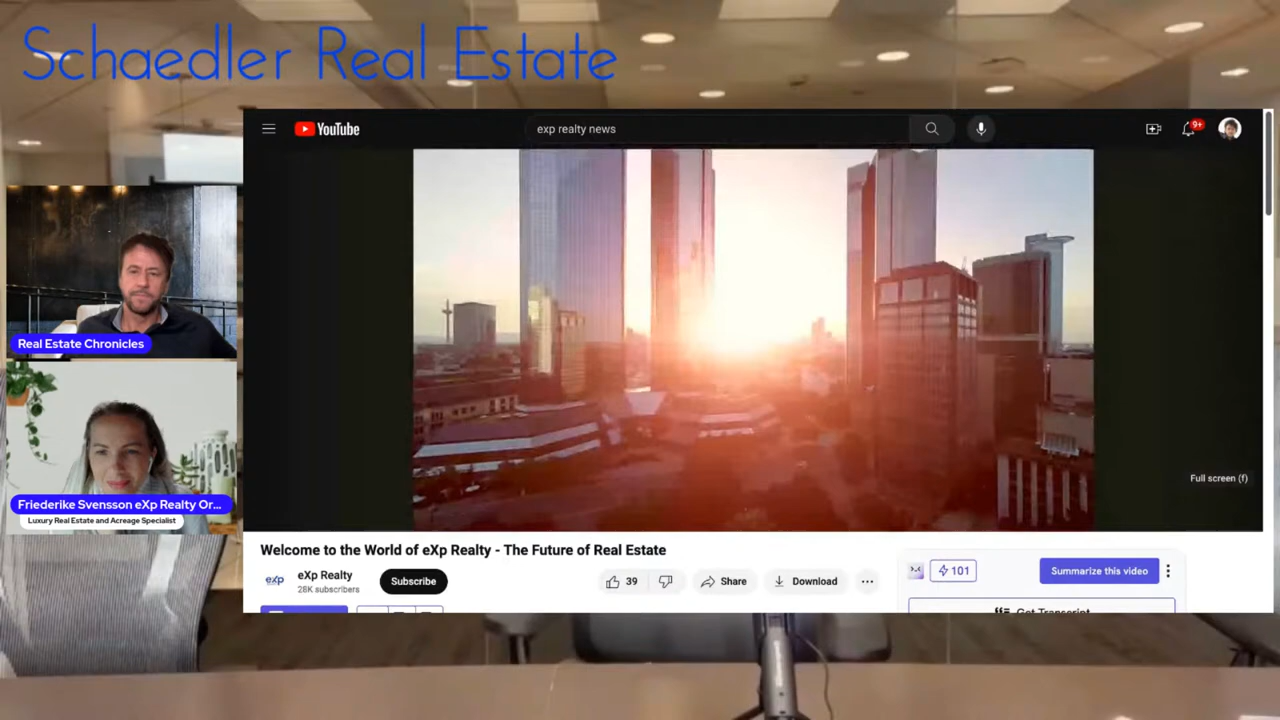 Schaedler Real Estate
YouTube
exp realty news
9+
Real Estate Chronicles
Friederike Svensson eXp Realty Or...
Luxury Real Estate and Acreage Specialist
Full screen (f)
Welcome to the World of eXp Realty - The Future of Real Estate
eXp
eXp Realty
28K subscribers
Subscribe
39
Share
Download
101
Summarize this video
Get Transcript